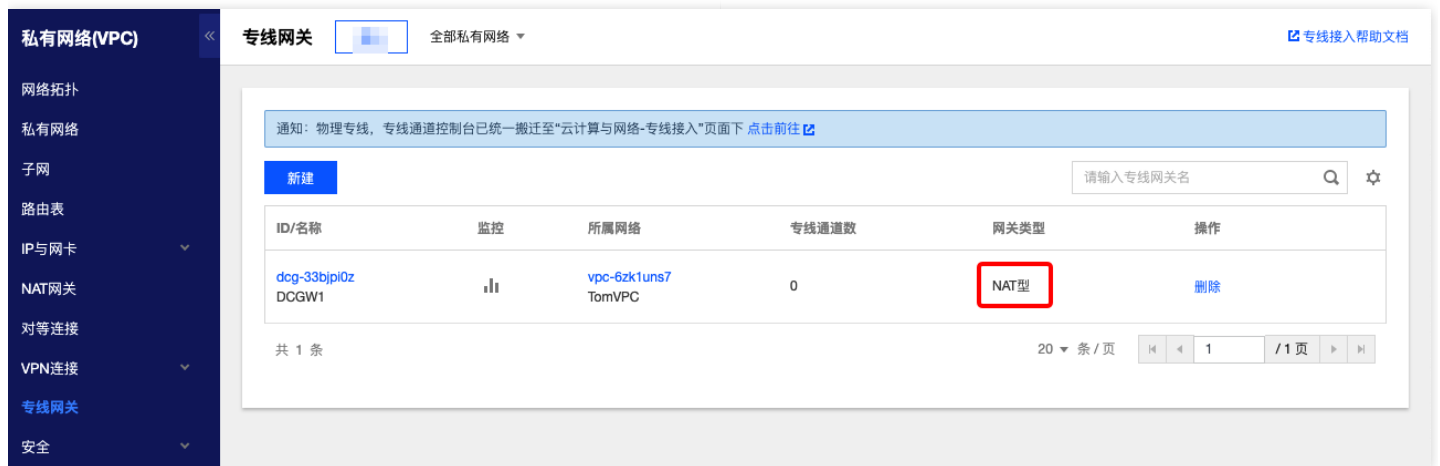 私有网络(VPC)
专线网关 全部私有网络
专线接入帮助文档
网络拓扑
私有网络
子网
路由表
IP与网卡
NAT网关
对等连接
VPN连接
专线网关
安全
通知：物理专线，专线通道控制台已统一搬迁至“云计算与网络-专线接入”页面下 点击前往
新建
请输入专线网关名
ID/名称 监控 所属网络 专线通道数 网关类型 操作
dcg-33bjpi0z vpc-6zk1uns7 0 NAT型 删除
DCGW1 TomVPC
共 1 条 20 条 / 页 1 / 1 页